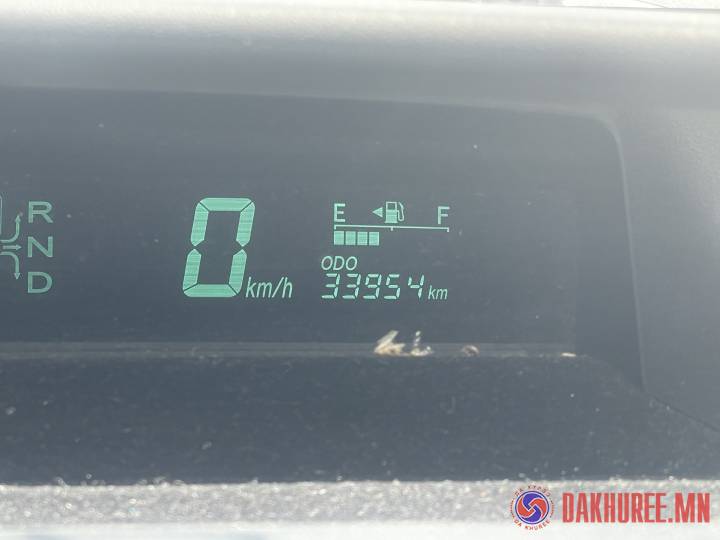 R
N
D
0 km/h
E F
ODO
33954 km
DAKHUREE.MN